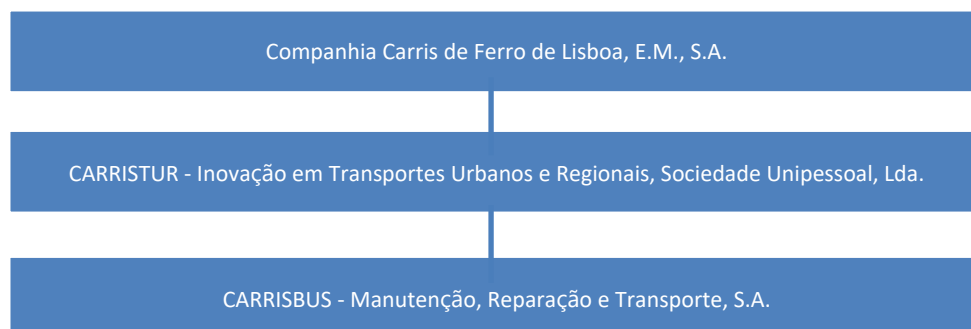 Companhia Carris de Ferro de Lisboa, E.M., S.A.
CARRISTUR - Inovação em Transportes Urbanos e Regionais, Sociedade Unipessoal, Lda.
CARRISBUS - Manutenção, Reparação e Transporte, S.A.